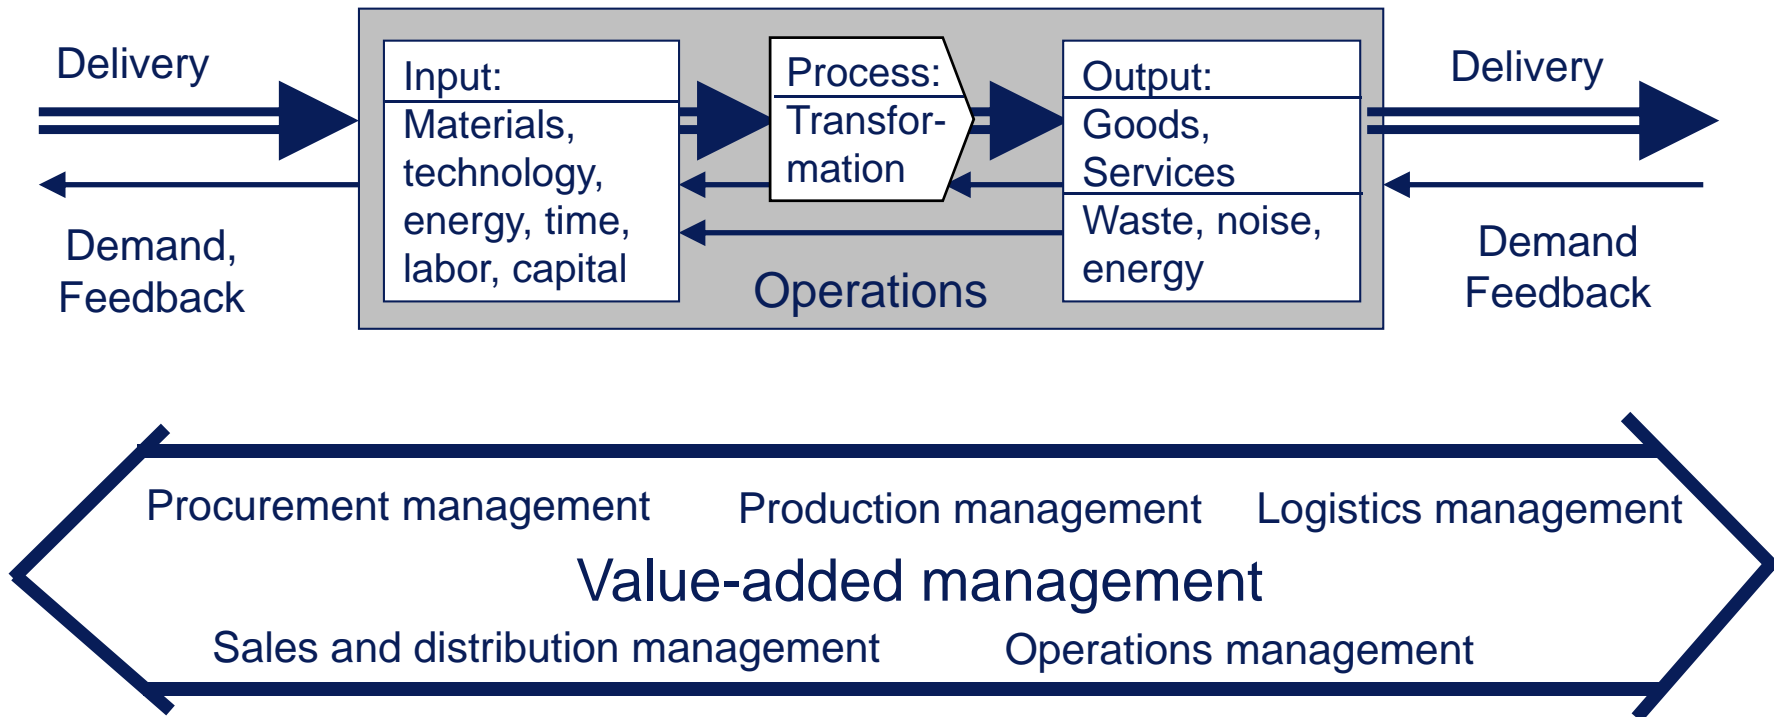 Delivery
Input:
Materials,
technology,
energy, time,
labor, capital
Process:
Transfor-
mation
Output:
Goods,
Services
Waste, noise,
energy
Delivery
Demand,
Feedback
Operations
Demand
Feedback
Procurement management
Production management
Logistics management
Value-added management
Sales and distribution management
Operations management